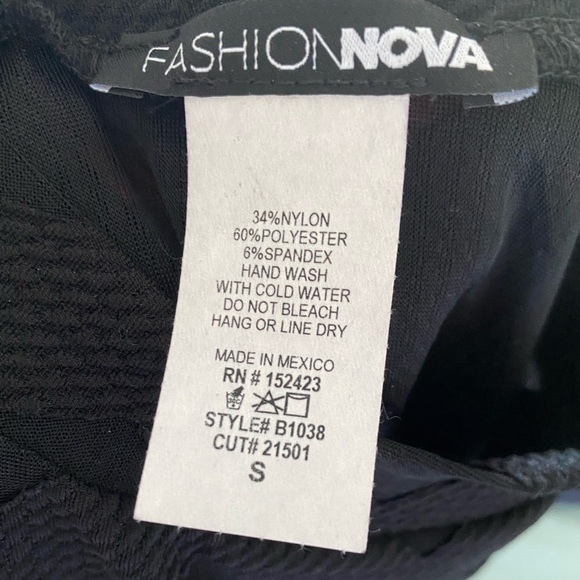 FASHIONNOVA
34%NYLON
60%POLYESTER
6%SPANDEX
HAND WASH
WITH COLD WATER
DO NOT BLEACH
HANG OR LINE DRY
MADE IN MEXICO
RN # 152423
STYLE# B1038
CUT# 21501
S